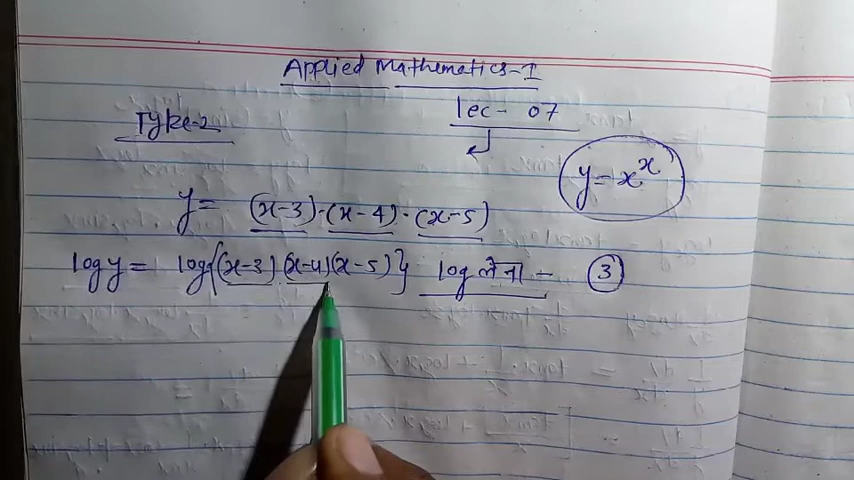 Applied Mathematics-I
lec- 07
Type-2
y = x^x
y = (x-3)·(x-4)·(x-5)
log y = log{(x-3)(x-4)(x-5)} log लेना - 3